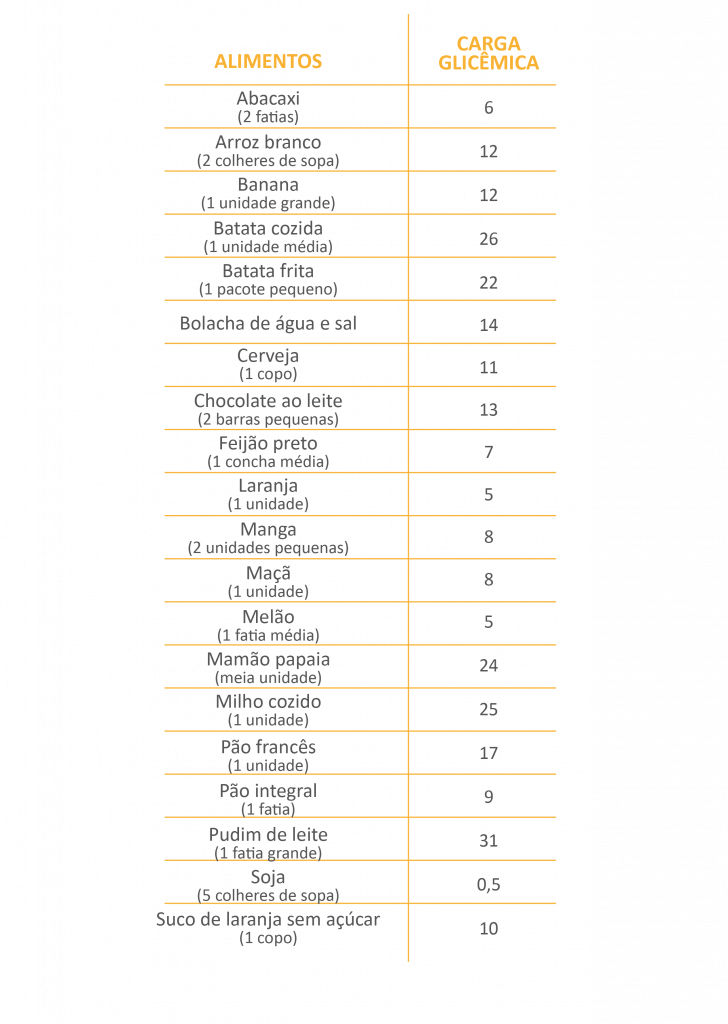 ALIMENTOS
CARGA
GLICÊMICA
Abacaxi
(2 fatias)
6
Arroz branco
(2 colheres de sopa)
12
Banana
(1 unidade grande)
12
Batata cozida
(1 unidade média)
26
Batata frita
(1 pacote pequeno)
22
Bolacha de água e sal
14
Cerveja
(1 copo)
11
Chocolate ao leite
(2 barras pequenas)
13
Feijão preto
(1 concha média)
7
Laranja
(1 unidade)
5
Manga
(2 unidades pequenas)
8
Maçã
(1 unidade)
8
Melão
(1 fatia média)
5
Mamão papaia
(meia unidade)
24
Milho cozido
(1 unidade)
25
Pão francês
(1 unidade)
17
Pão integral
(1 fatia)
9
Pudim de leite
(1 fatia grande)
31
Soja
(5 colheres de sopa)
0,5
Suco de laranja sem açúcar
(1 copo)
10